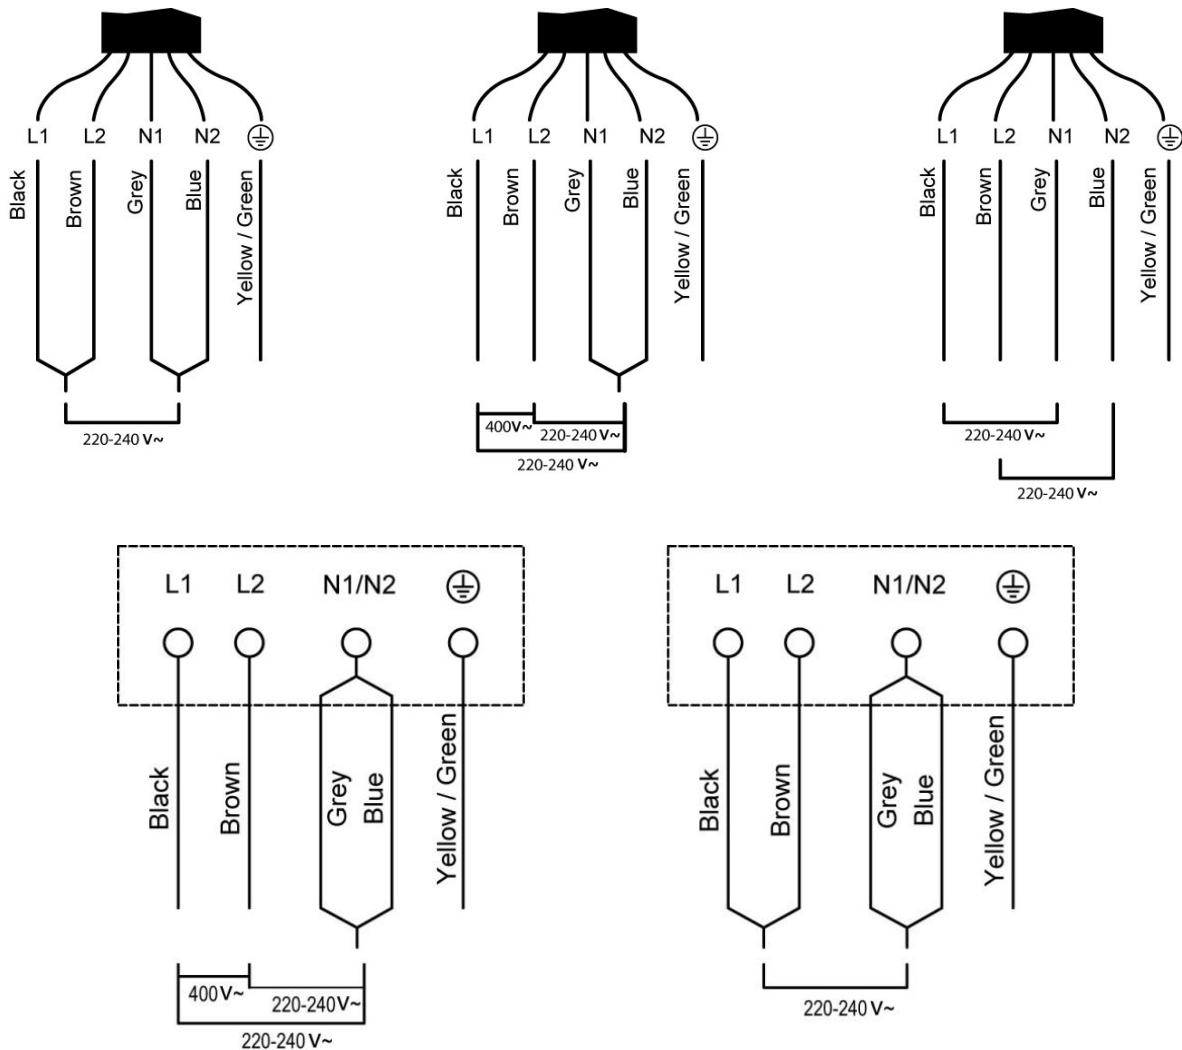 L1 L2 N1 N2
Black Brown Grey Blue Yellow / Green
220-240 V~
L1 L2 N1 N2
Black Brown Grey Blue Yellow / Green
400V~ 220-240 V~
220-240 V~
L1 L2 N1 N2
Black Brown Grey Blue Yellow / Green
220-240 V~
220-240 V~
L1 L2 N1/N2
Black Brown Grey Blue Yellow / Green
400V~ 220-240V~
220-240 V~
L1 L2 N1/N2
Black Brown Grey Blue Yellow / Green
220-240 V~